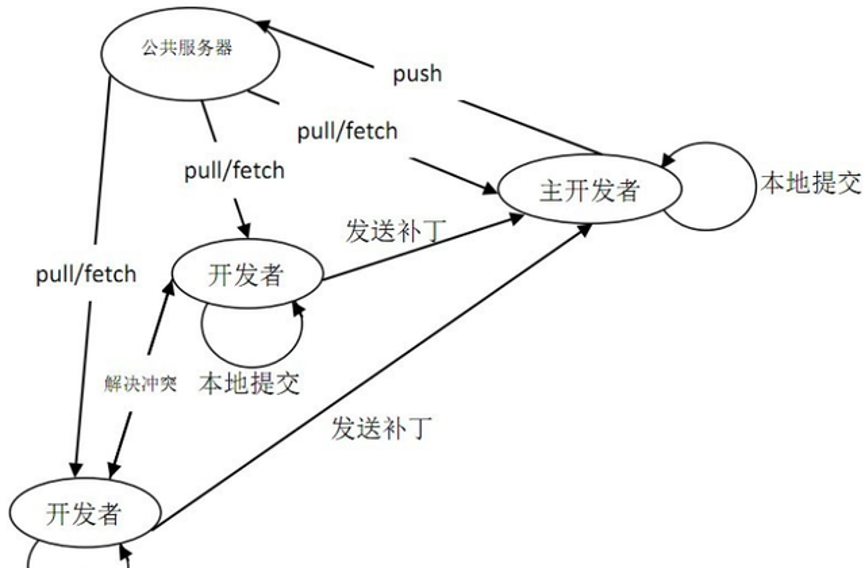 公共服务器
push
pull/fetch
pull/fetch
主开发者
本地提交
发送补丁
开发者
pull/fetch
解决冲突
本地提交
发送补丁
开发者